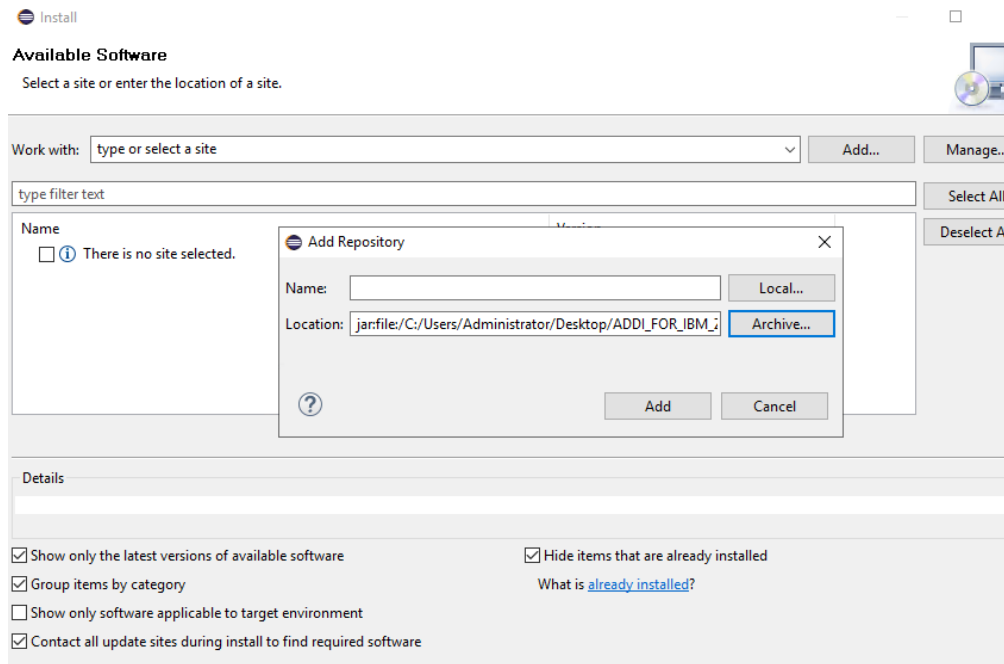 Install
Available Software
Select a site or enter the location of a site.
Work with: type or select a site Add... Manage..
type filter text Select All
Name Version Deselect A
There is no site selected.
Add Repository
Name: Local...
Location: jar:file:/C:/Users/Administrator/Desktop/ADDI_FOR_IBM_Z Archive...
Add Cancel
Details
Show only the latest versions of available software Hide items that are already installed
Group items by category What is already installed?
Show only software applicable to target environment
Contact all update sites during install to find required software